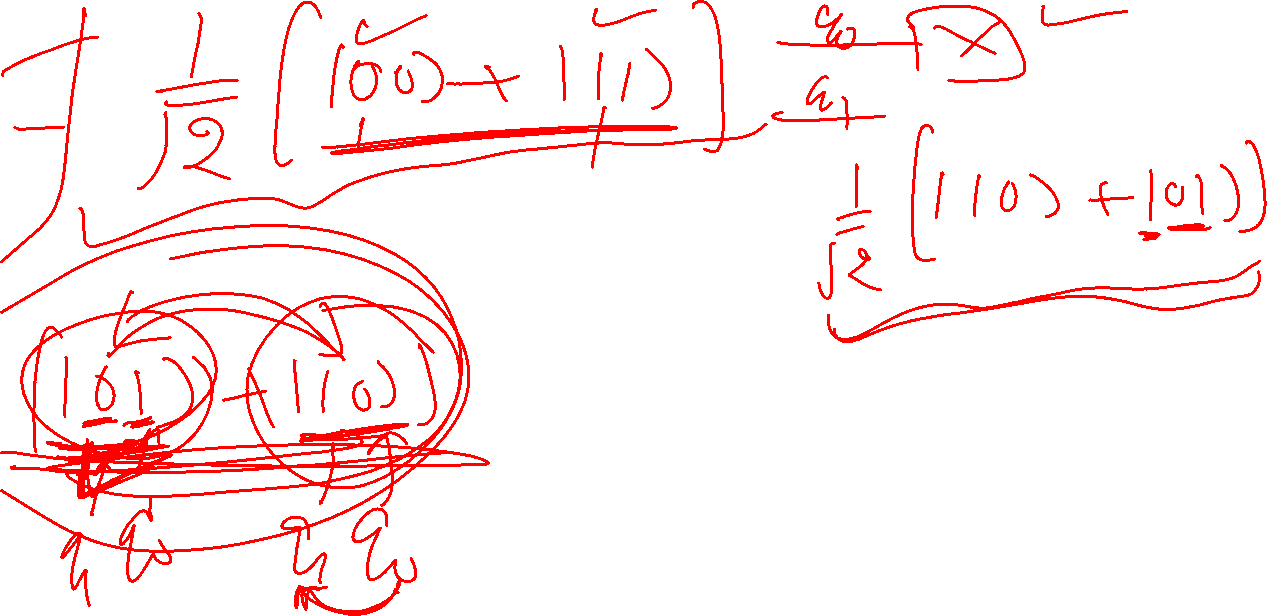 1/√2 [|00⟩ + |11⟩] q0 X
q1
1/√2 [|10⟩ + |01⟩]
[|01⟩ + |10⟩]
q1 q0 q1 q0